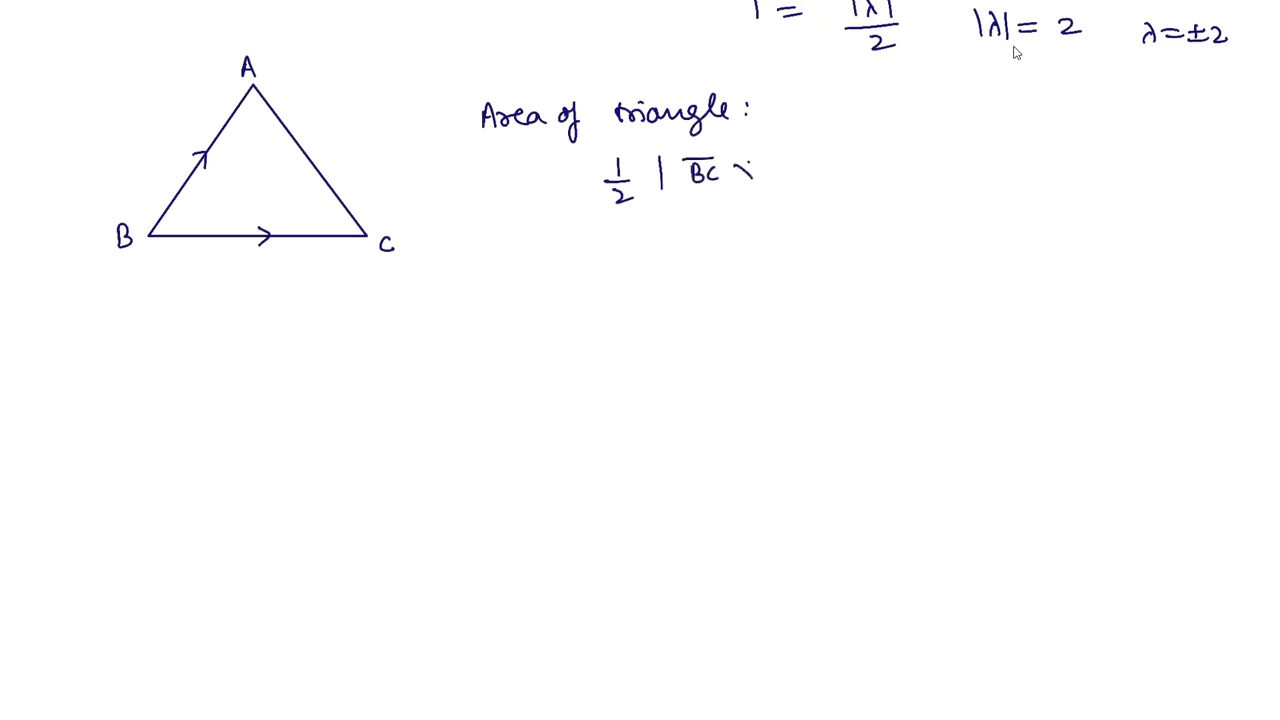 1 = |λ|/2 |λ| = 2 λ = ±2
A
Area of triangle :
1/2 | BC
B
C